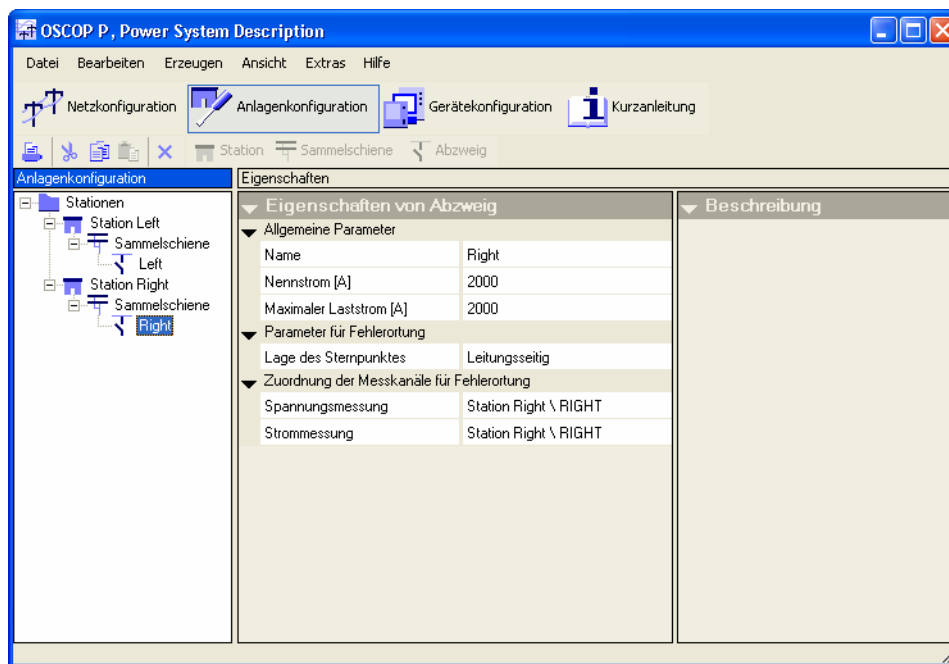 OSCOP P, Power System Description
Datei Bearbeiten Erzeugen Ansicht Extras Hilfe
Netzkonfiguration Anlagenkonfiguration Gerätekonfiguration Kurzanleitung
Station Sammelschiene Abzweig
Anlagenkonfiguration Eigenschaften
Stationen
Station Left
Sammelschiene
Left
Station Right
Sammelschiene
Right
Eigenschaften von Abzweig
Allgemeine Parameter
Name Right
Nennstrom [A] 2000
Maximaler Laststrom [A] 2000
Parameter für Fehlerortung
Lage des Sternpunktes Leitungsseitig
Zuordnung der Messkanäle für Fehlerortung
Spannungsmessung Station Right \ RIGHT
Strommessung Station Right \ RIGHT
Beschreibung